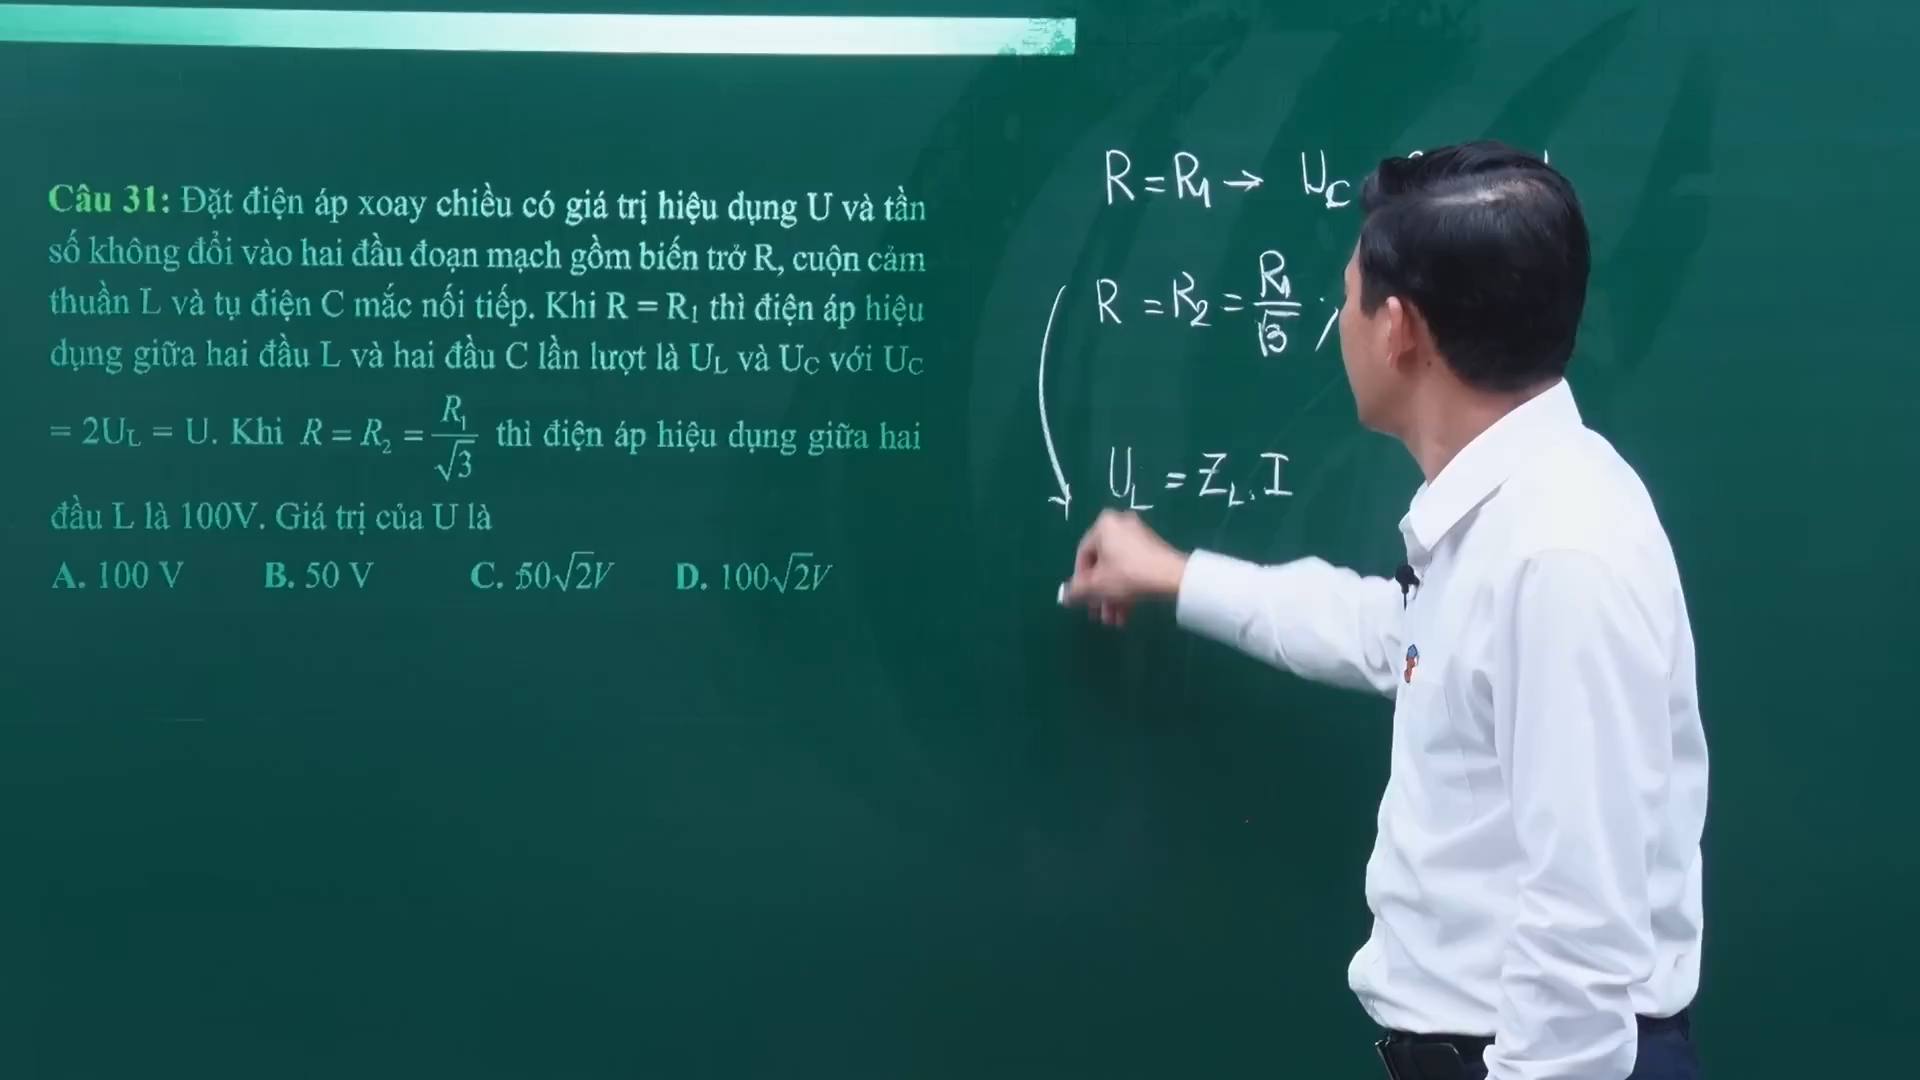 Câu 31: Đặt điện áp xoay chiều có giá trị hiệu dụng U và tần
số không đổi vào hai đầu đoạn mạch gồm biến trở R, cuộn cảm
thuần L và tụ điện C mắc nối tiếp. Khi R = R₁ thì điện áp hiệu
dụng giữa hai đầu L và hai đầu C lần lượt là U_L và U_C với U_C
= 2U_L = U. Khi R = R₂ = R₁/√3 thì điện áp hiệu dụng giữa hai
đầu L là 100V. Giá trị của U là
A. 100 V B. 50 V C. 50√2V D. 100√2V
R = R₁ → U_C
R = R₂ = R₁/√3 ;
U_L = Z_L . I